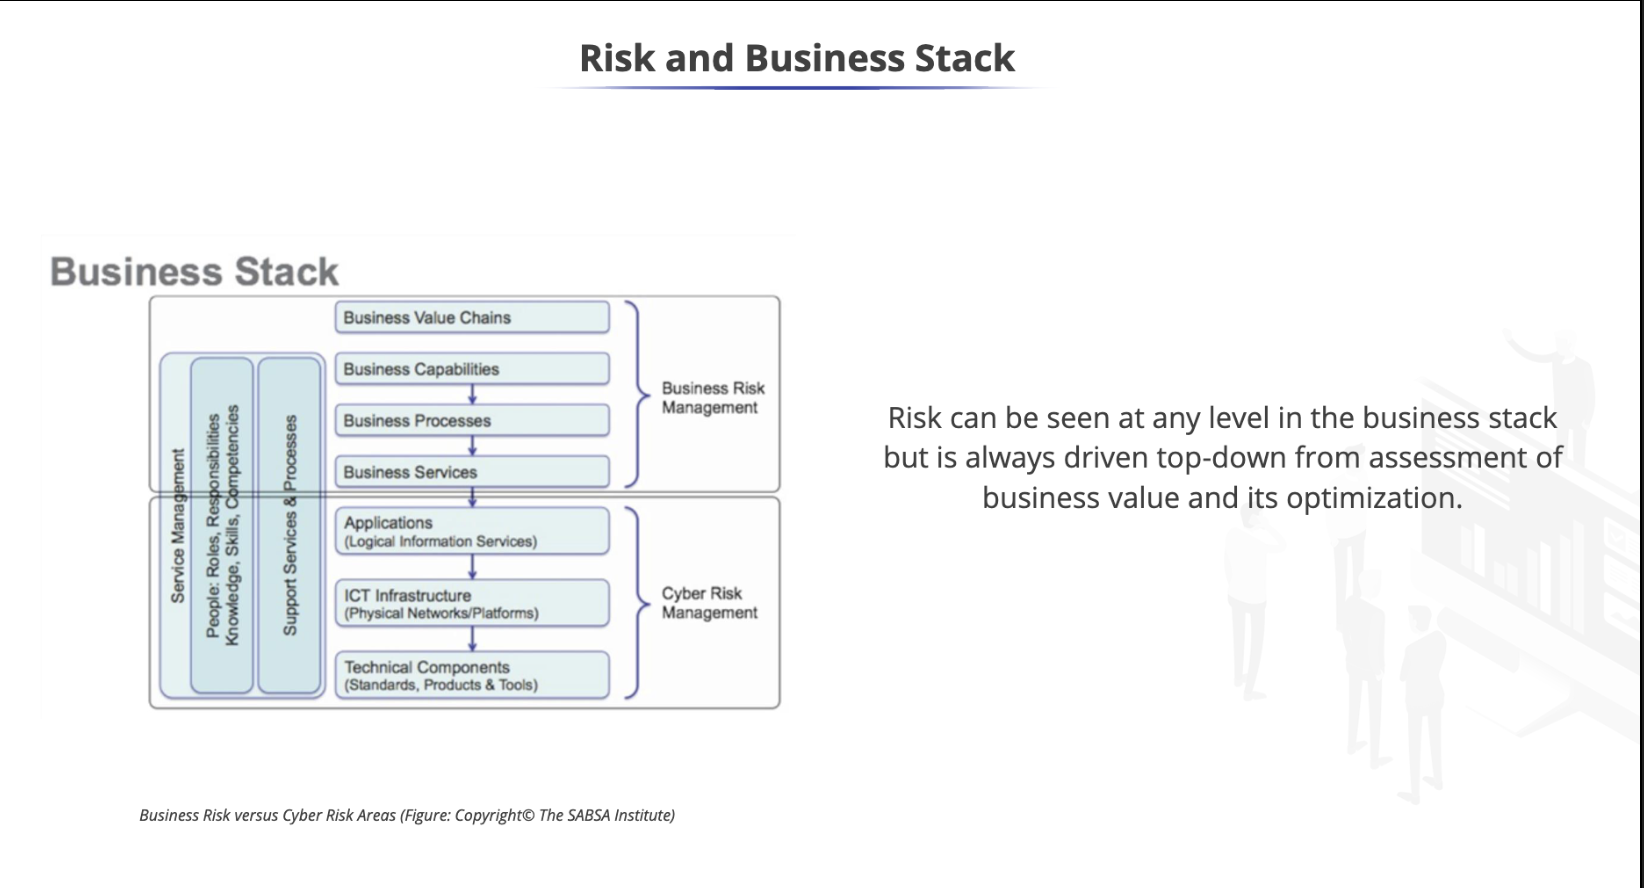 Risk and Business Stack
Business Stack
Business Value Chains
Business Capabilities
Business Processes
Business Services
Business Risk
Management
Service Management
People: Roles, Responsibilities
Knowledge, Skills, Competencies
Support Services & Processes
Applications
(Logical Information Services)
ICT Infrastructure
(Physical Networks/Platforms)
Technical Components
(Standards, Products & Tools)
Cyber Risk
Management
Risk can be seen at any level in the business stack
but is always driven top-down from assessment of
business value and its optimization.
Business Risk versus Cyber Risk Areas (Figure: Copyright© The SABSA Institute)